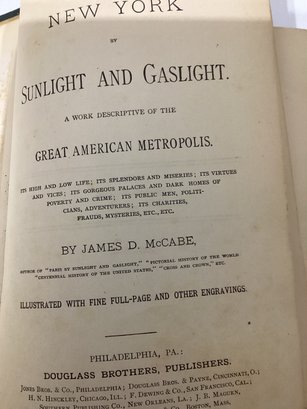 NEW YORK
BY
SUNLIGHT AND GASLIGHT.
A WORK DESCRIPTIVE OF THE
GREAT AMERICAN METROPOLIS.
ITS HIGH AND LOW LIFE; ITS SPLENDORS AND MISERIES; ITS VIRTUES
AND VICES; ITS GORGEOUS PALACES AND DARK HOMES OF
POVERTY AND CRIME; ITS PUBLIC MEN, POLITI-
CIANS, ADVENTURERS; ITS CHARITIES,
FRAUDS, MYSTERIES, ETC., ETC.
BY JAMES D. McCABE,
AUTHOR OF "PARIS BY SUNLIGHT AND GASLIGHT," "PICTORIAL HISTORY OF THE WORLD
"CENTENNIAL HISTORY OF THE UNITED STATES," "CROSS AND CROWN," ETC.
ILLUSTRATED WITH FINE FULL-PAGE AND OTHER ENGRAVINGS.
PHILADELPHIA, PA.:
DOUGLASS BROTHERS, PUBLISHERS.
JONES BROS. & CO., PHILADELPHIA; DOUGLASS BROS. & PAYNE, CINCINNATI, O.;
H. N. HINCKLEY, CHICAGO, ILL.; F. DEWING & CO., SAN FRANCISCO, CAL.;
SOUTHERN PUBLISHING CO., NEW ORLEANS, LA.; J. B. MAGURN,
& CO., BOSTON, MASS.